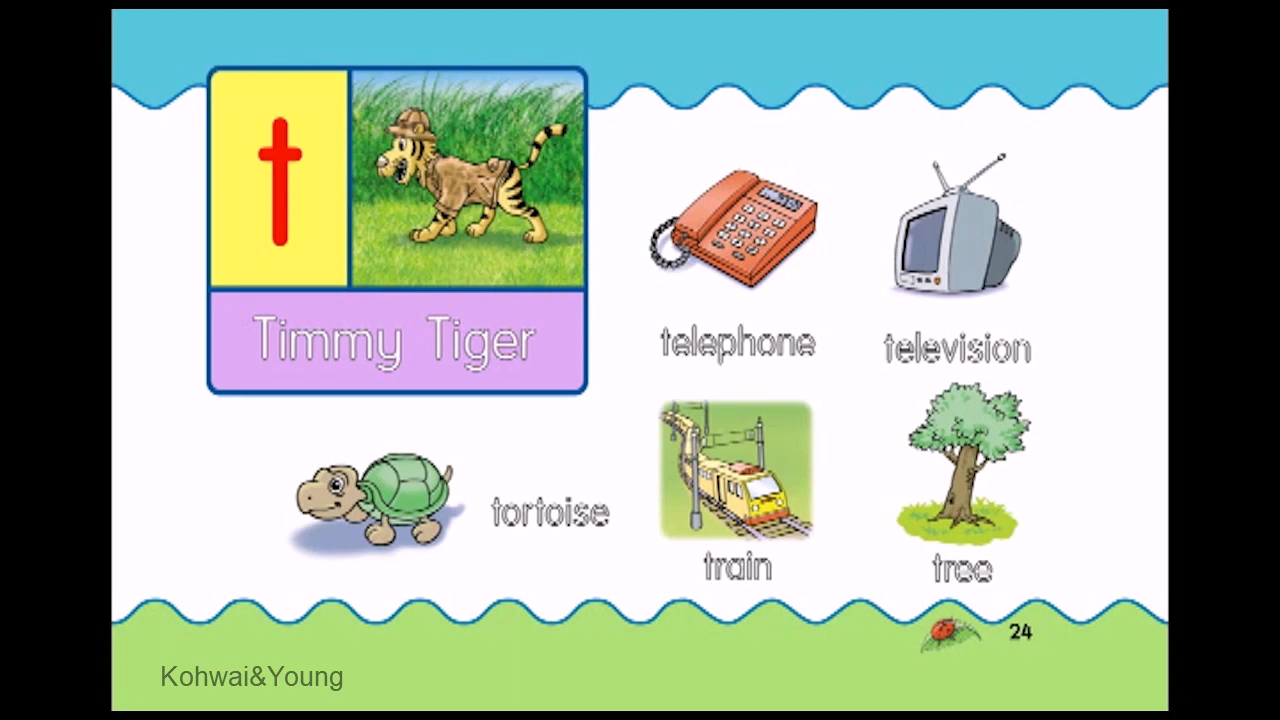 t
Timmy Tiger
telephone
television
tortoise
train
tree
24
Kohwai&Young